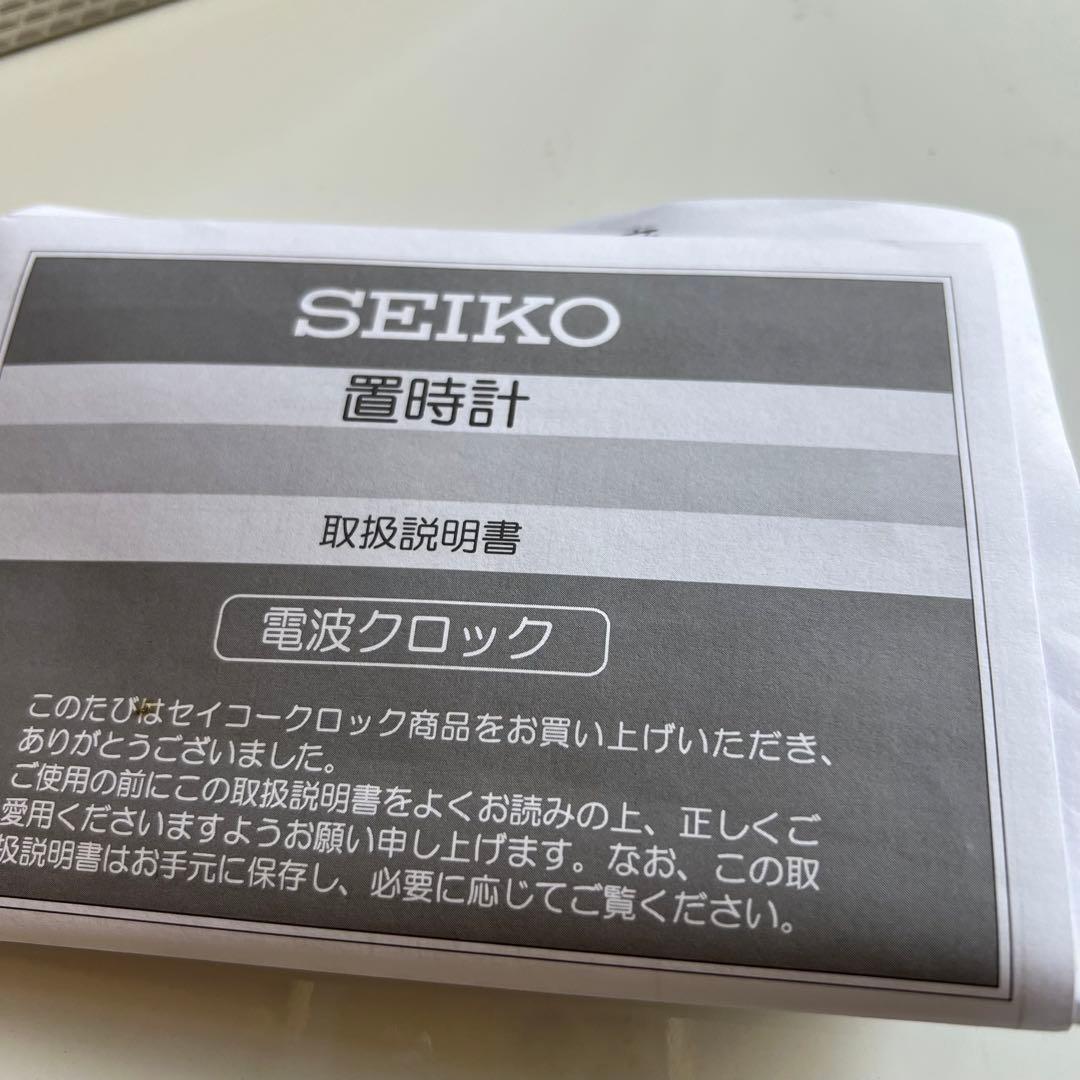 SEIKO
置時計
取扱説明書
電波クロック
このたびはセイコークロック商品をお買い上げいただき、
ありがとうございました。
ご使用の前にこの取扱説明書をよくお読みの上、正しくご
愛用くださいますようお願い申し上げます。なお、この取
扱説明書はお手元に保存し、必要に応じてご覧ください。